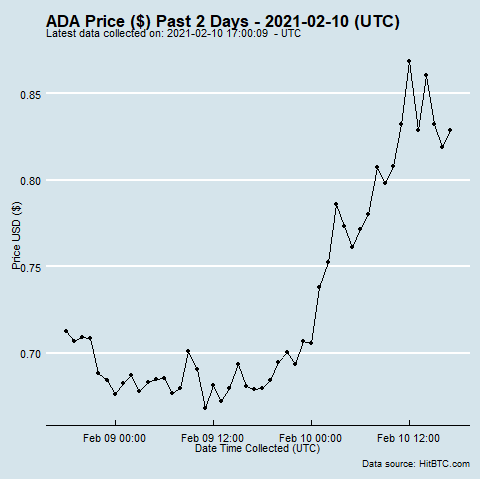 ADA Price ($) Past 2 Days - 2021-02-10 (UTC)
Latest data collected on: 2021-02-10 17:00:09 - UTC
Price USD ($)
0.85
0.80
0.75
0.70
Feb 09 00:00 Feb 09 12:00 Feb 10 00:00 Feb 10 12:00
Date Time Collected (UTC)
Data source: HitBTC.com